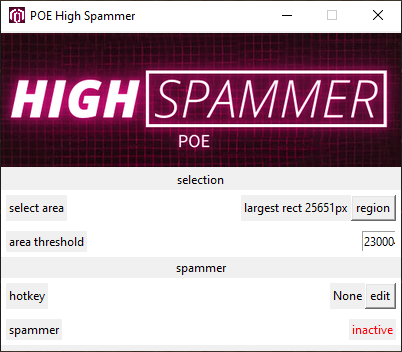 POE High Spammer
HIGH SPAMMER
POE
selection
select area largest rect 25651px region
area threshold 23000
spammer
hotkey None edit
spammer inactive